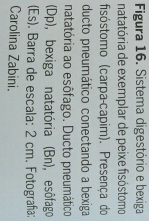 Figura 16. Sistema digestório e bexiga
natatória de exemplar de peixe fisóstomo
fisóstomo (carpa-capim). Presença do
ducto pneumático conectando a bexiga
natatória ao esôfago. Ducto pneumático
(Dp), bexiga natatória (Bn), esôfago
(Es). Barra de escala: 2 cm. Fotografia:
Carolina Zabini.